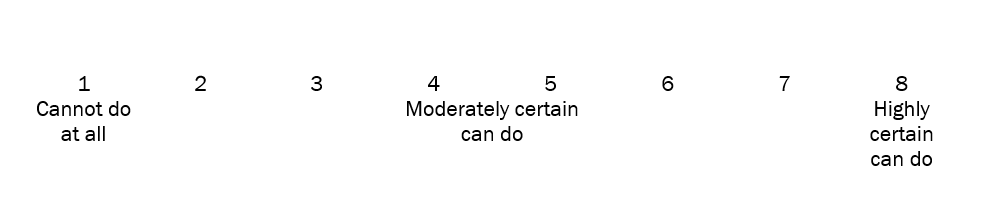 1 2 3 4 5 6 7 8
Cannot do Moderately certain Highly
at all can do certain
can do